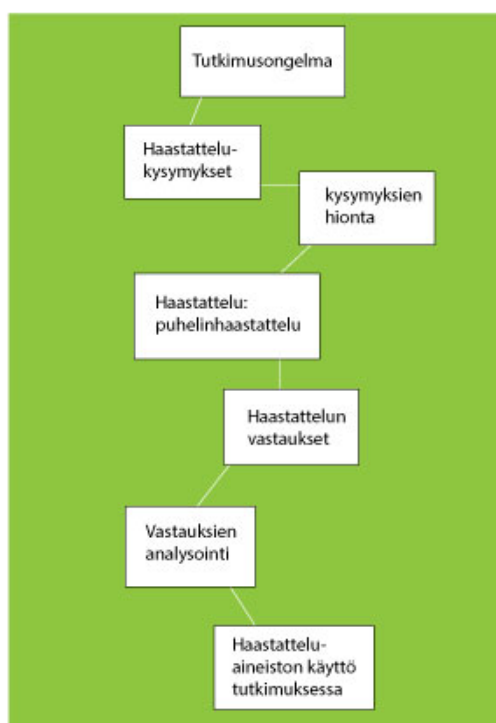 Tutkimusongelma
Haastattelu-
kysymykset
kysymyksien
hionta
Haastattelu:
puhelinhaastattelu
Haastattelun
vastaukset
Vastauksien
analysointi
Haastattelu-
aineiston käyttö
tutkimuksessa